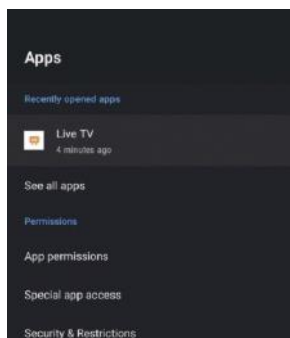 Apps
Recently opened apps
Live TV
4 minutes ago
See all apps
Permissions
App permissions
Special app access
Security & Restrictions